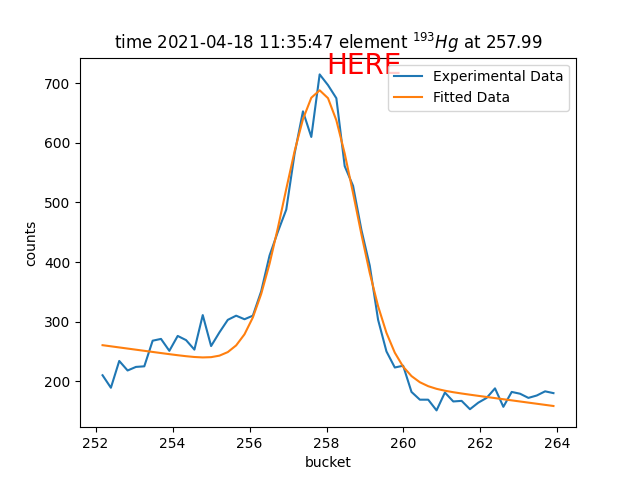 time 2021-04-18 11:35:47 element ¹⁹³Hg at 257.99
HERE
Experimental Data
Fitted Data
700
600
500
400
300
200
counts
252 254 256 258 260 262 264
bucket